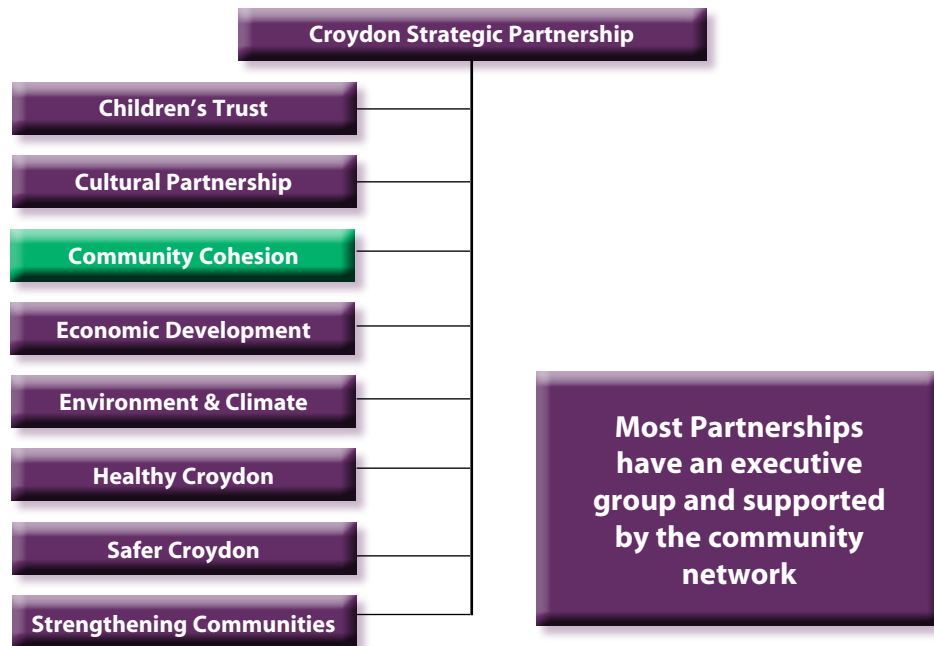 Croydon Strategic Partnership
Children's Trust
Cultural Partnership
Community Cohesion
Economic Development
Environment & Climate
Healthy Croydon
Safer Croydon
Strengthening Communities
Most Partnerships
have an executive
group and supported
by the community
network